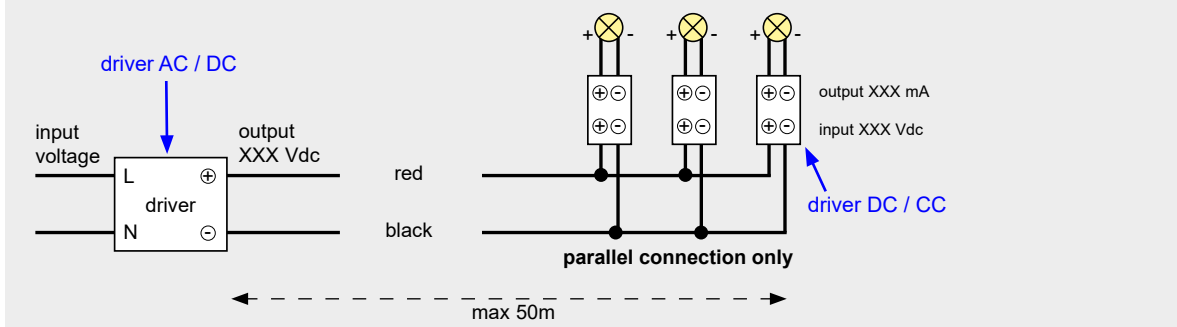 + - + - + -
driver AC / DC
⊕⊖ ⊕⊖ ⊕⊖ output XXX mA
⊕⊖ ⊕⊖ ⊕⊖ input XXX Vdc
input
voltage
output
XXX Vdc
L ⊕
driver
N ⊖
red
black
driver DC / CC
parallel connection only
max 50m